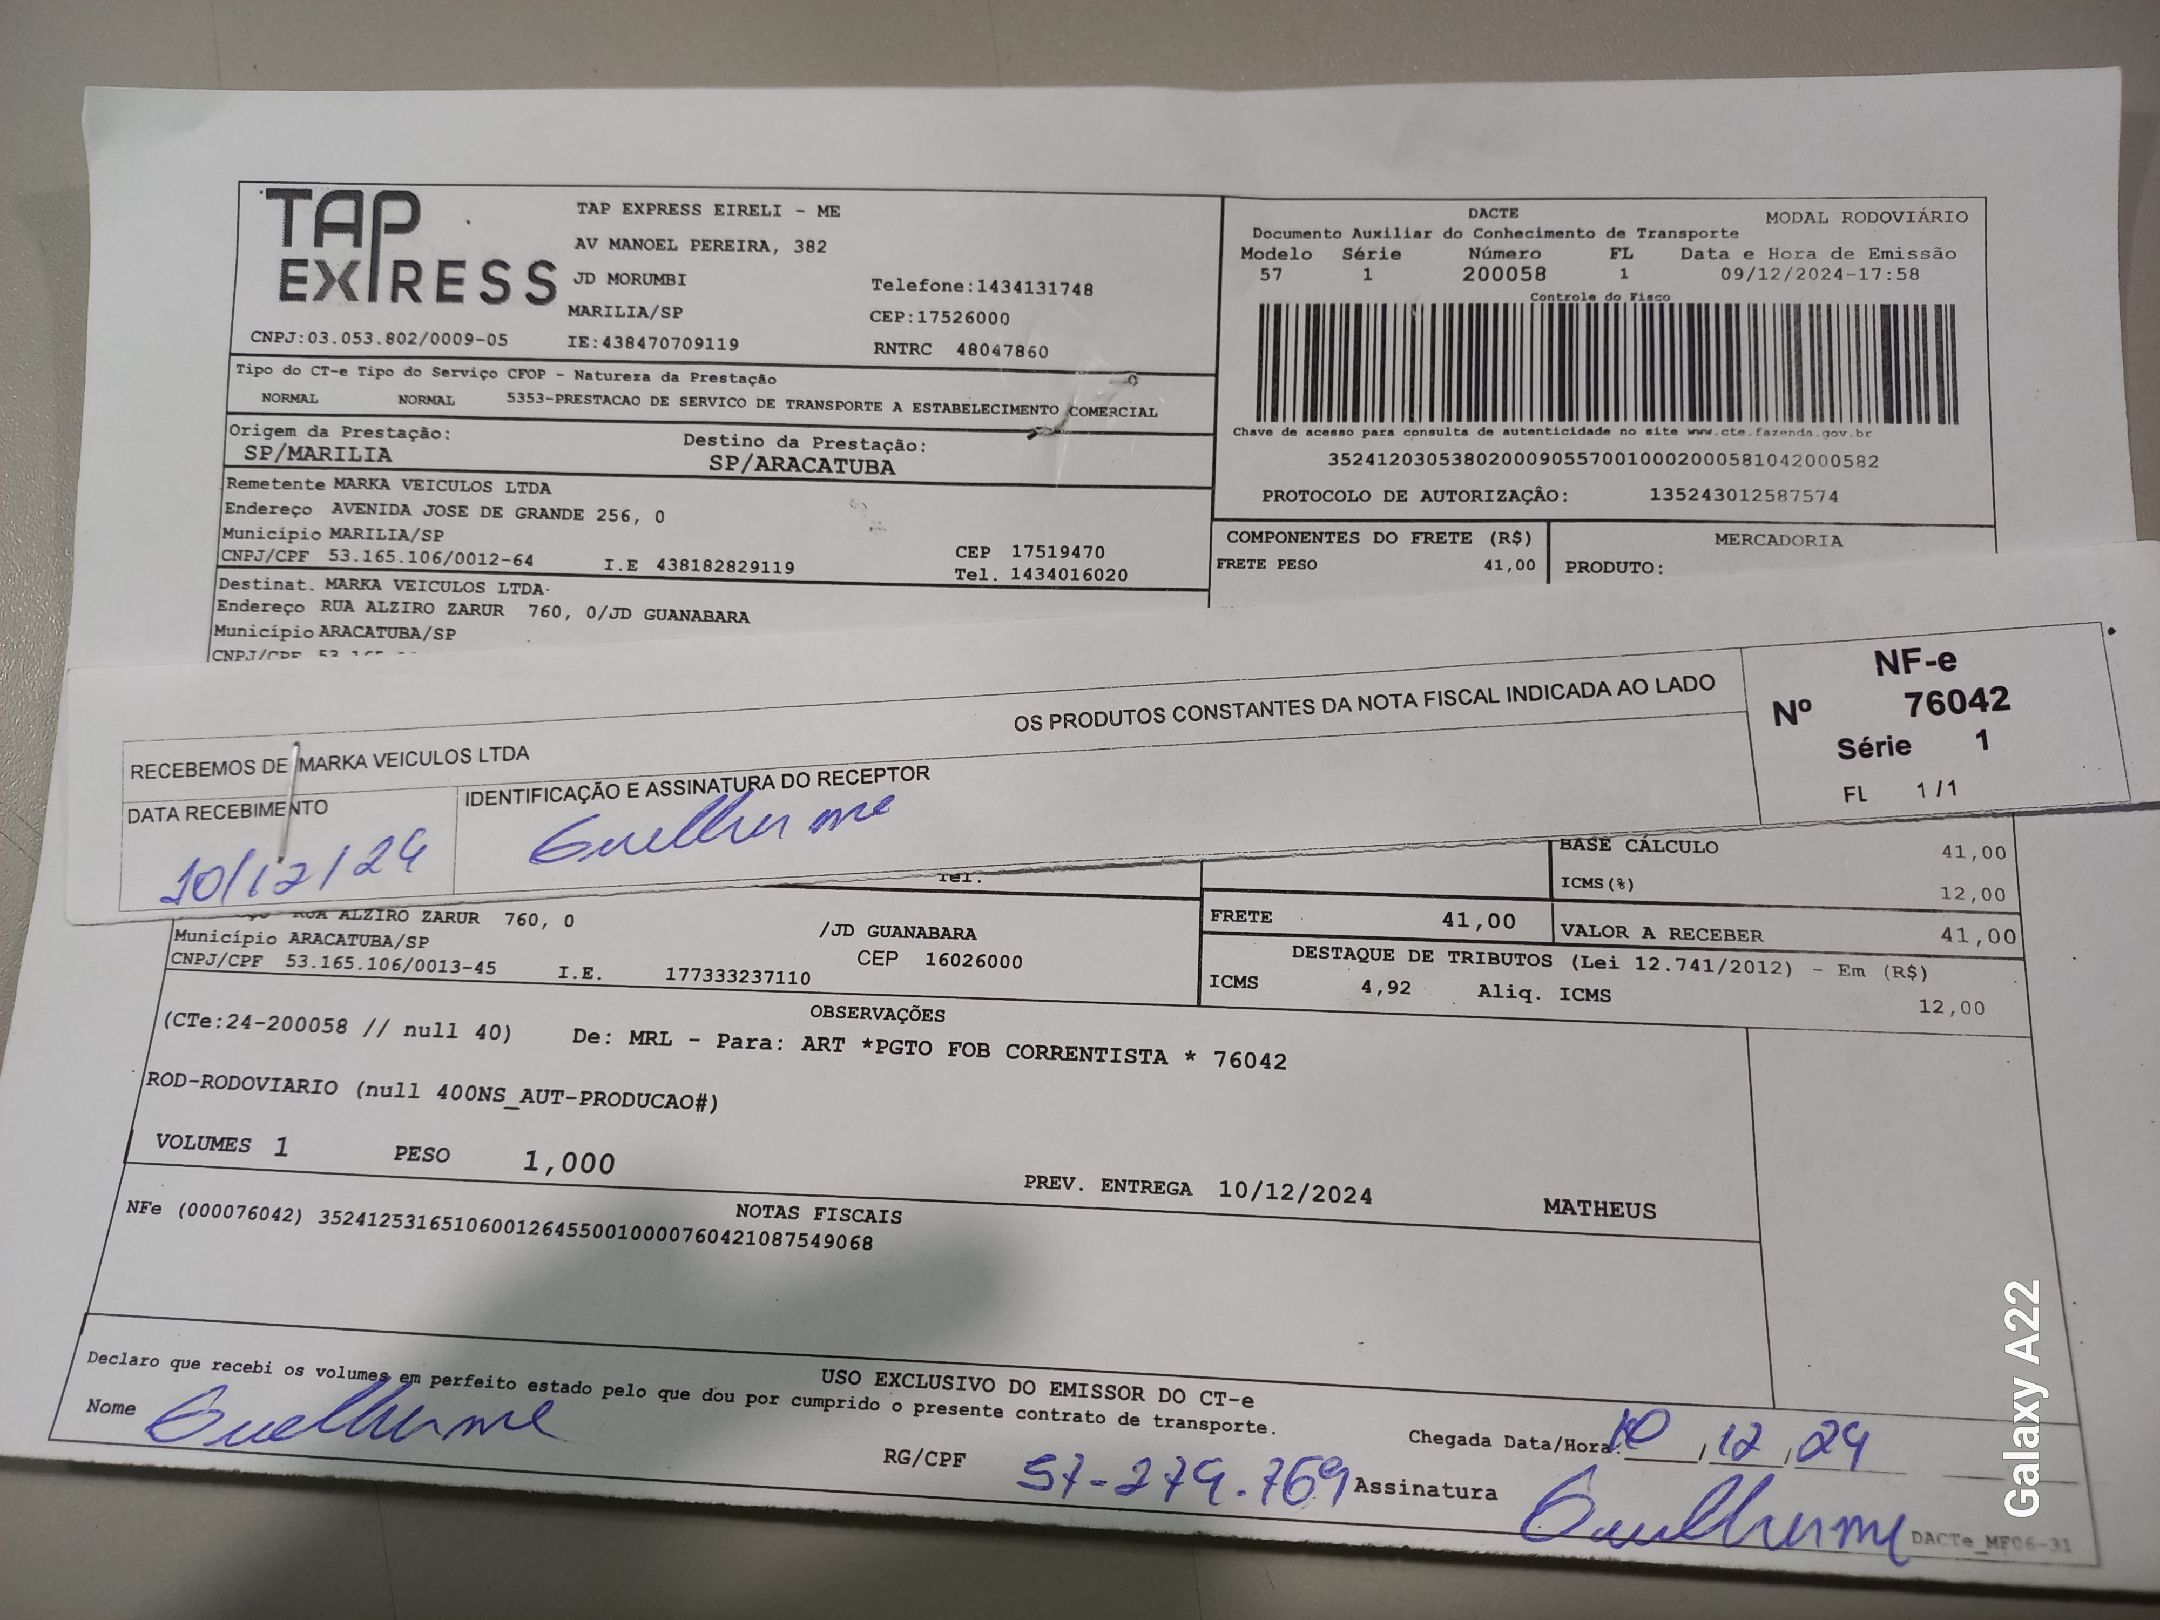 TAP EXPRESS
TAP EXPRESS EIRELI - ME
AV MANOEL PEREIRA, 382
JD MORUMBI
Telefone:1434131748
MARILIA/SP
CEP:17526000
CNPJ:03.053.802/0009-05 IE:438470709119 RNTRC 48047860
DACTE MODAL RODOVIÁRIO
Documento Auxiliar do Conhecimento de Transporte
Modelo Série Número FL Data e Hora de Emissão
57 1 200058 1 09/12/2024-17:58
Controle do Fisco
Chave de acesso para consulta de autenticidade no site www.cte.fazenda.gov.br
35241203053802000905570010002000581042000582
PROTOCOLO DE AUTORIZAÇÃO: 135243012587574
Tipo do CT-e Tipo do Serviço CFOP - Natureza da Prestação
NORMAL NORMAL 5353-PRESTACAO DE SERVICO DE TRANSPORTE A ESTABELECIMENTO COMERCIAL
Origem da Prestação: Destino da Prestação:
SP/MARILIA SP/ARACATUBA
Remetente MARKA VEICULOS LTDA
Endereço AVENIDA JOSE DE GRANDE 256, 0
Município MARILIA/SP CEP 17519470
CNPJ/CPF 53.165.106/0012-64 I.E 438182829119 Tel. 1434016020
COMPONENTES DO FRETE (R$) MERCADORIA
FRETE PESO 41,00 PRODUTO:
Destinat. MARKA VEICULOS LTDA
Endereço RUA ALZIRO ZARUR 760, 0/JD GUANABARA
Município ARACATUBA/SP
CNPJ/CPF
RECEBEMOS DE MARKA VEICULOS LTDA OS PRODUTOS CONSTANTES DA NOTA FISCAL INDICADA AO LADO
DATA RECEBIMENTO IDENTIFICAÇÃO E ASSINATURA DO RECEPTOR
10/12/24 Guilherme
NF-e
Nº 76042
Série 1
FL 1/1
BASE CÁLCULO 41,00
ICMS(%) 12,00
Tel.
FRETE 41,00 VALOR A RECEBER 41,00
DESTAQUE DE TRIBUTOS (Lei 12.741/2012) - Em (R$)
ICMS 4,92 Aliq. ICMS 12,00
RUA ALZIRO ZARUR 760, 0 /JD GUANABARA
Município ARACATUBA/SP CEP 16026000
CNPJ/CPF 53.165.106/0013-45 I.E. 177333237110
OBSERVAÇÕES
(CTe:24-200058 // null 40) De: MRL - Para: ART *PGTO FOB CORRENTISTA * 76042
ROD-RODOVIARIO (null 400NS_AUT-PRODUCAO#)
VOLUMES 1 PESO 1,000 PREV. ENTREGA 10/12/2024 MATHEUS
NOTAS FISCAIS
NFe (000076042) 35241253165106001264550010000760421087549068
USO EXCLUSIVO DO EMISSOR DO CT-e
Declaro que recebi os volumes em perfeito estado pelo que dou por cumprido o presente contrato de transporte.
Nome Guilherme RG/CPF 57-279.769 Chegada Data/Hora: 10, 12, 24
Assinatura Guilherme
DACTe_MF06-31
Galaxy A22